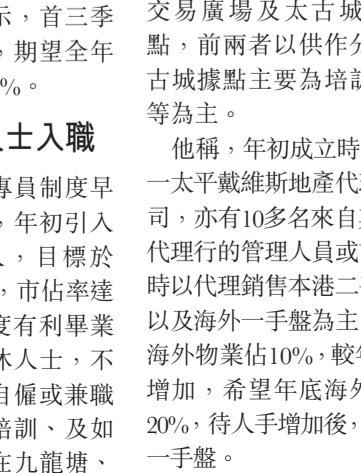 示，首三季
，期望全年
%。
人士入職
專員制度早
，年初引入
，目標於
，市佔率達
度有利畢業
休人士，不
自僱或兼職
培訓、及如
在九龍塘、
交易廣場及太古城
點，前兩者以供作分
古城據點主要為培訓
等為主。
他稱，年初成立時
一太平戴維斯地產代理
司，亦有10多名來自
代理行的管理人員或
時以代理銷售本港二
以及海外一手盤為主
海外物業佔10%，較年
增加，希望年底海外
20%，待人手增加後，
一手盤。